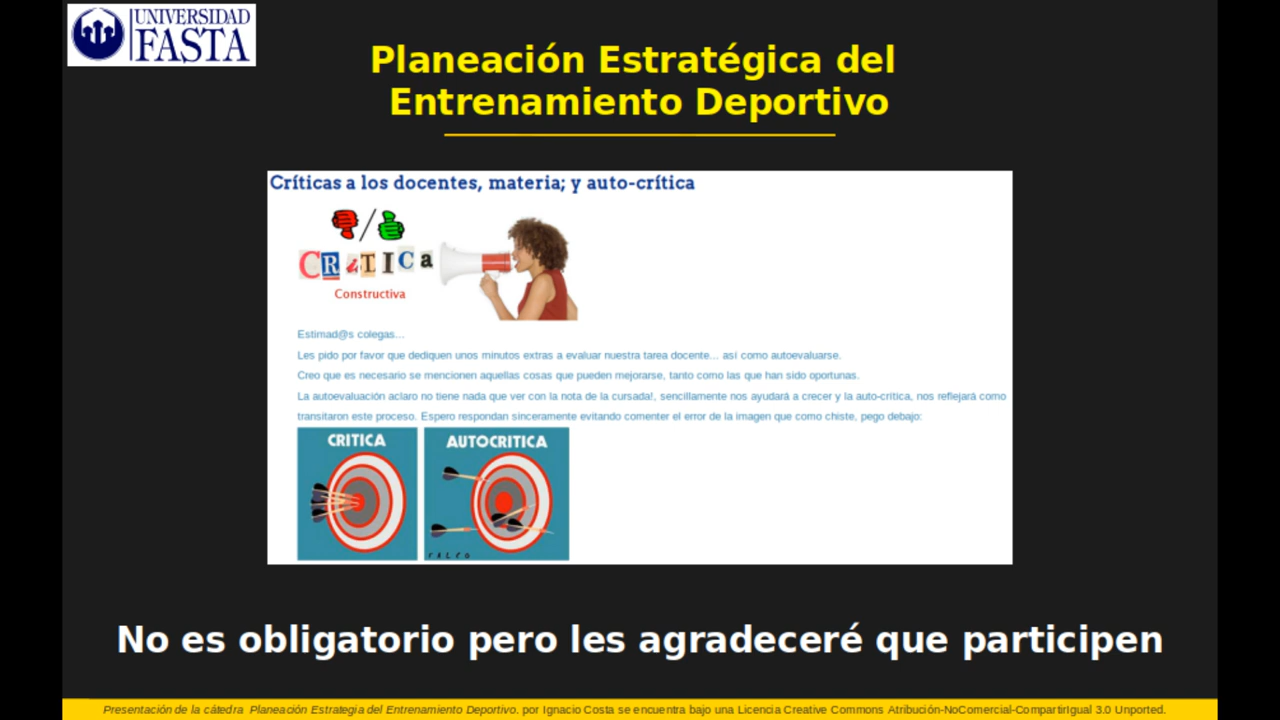 UNIVERSIDAD
FASTA
Planeación Estratégica del
Entrenamiento Deportivo
Críticas a los docentes, materia; y auto-crítica
CRíTICa
Constructiva
Estimad@s colegas...
Les pido por favor que dediquen unos minutos extras a evaluar nuestra tarea docente... así como autoevaluarse.
Creo que es necesario se mencionen aquellas cosas que pueden mejorarse, tanto como las que han sido oportunas.
La autoevaluación aclaro no tiene nada que ver con la nota de la cursada!, sencillamente nos ayudará a crecer y la auto-crítica, nos reflejará como
transitaron este proceso. Espero respondan sinceramente evitando comenter el error de la imagen que como chiste, pego debajo:
CRITICA
AUTOCRITICA
FALCO
No es obligatorio pero les agradeceré que participen
Presentación de la cátedra Planeación Estrategia del Entrenamiento Deportivo. por Ignacio Costa se encuentra bajo una Licencia Creative Commons Atribución-NoComercial-CompartirIgual 3.0 Unported.